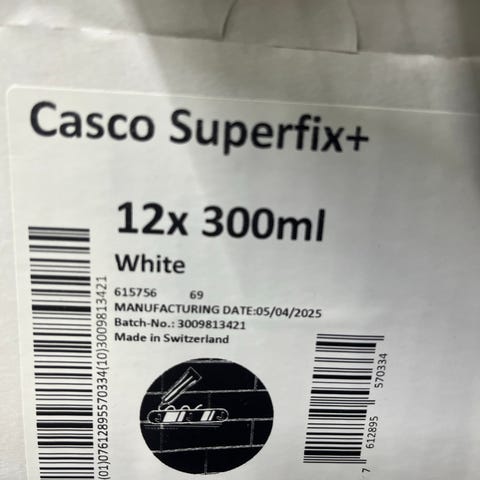 Casco Superfix+
12x 300ml
White
615756 69
MANUFACTURING DATE:05/04/2025
Batch-No.: 3009813421
Made in Switzerland
(01)07612895570334(10)3009813421
7 612895 570334